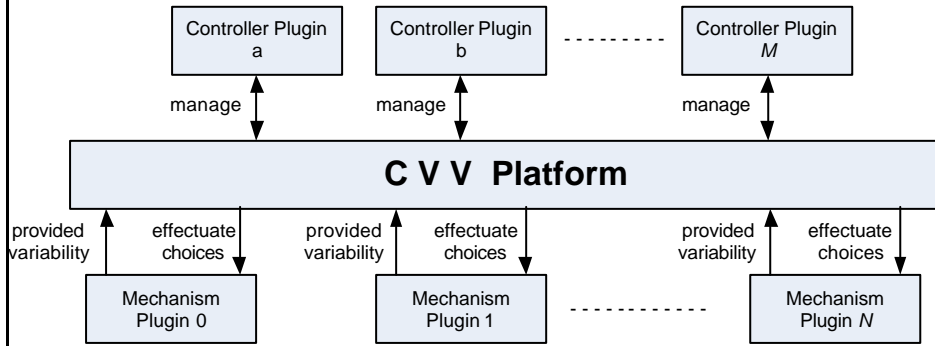 Controller Plugin
a
Controller Plugin
b
Controller Plugin
M
manage
manage
manage
C V V Platform
provided
variability
effectuate
choices
provided
variability
effectuate
choices
provided
variability
effectuate
choices
Mechanism
Plugin 0
Mechanism
Plugin 1
Mechanism
Plugin N